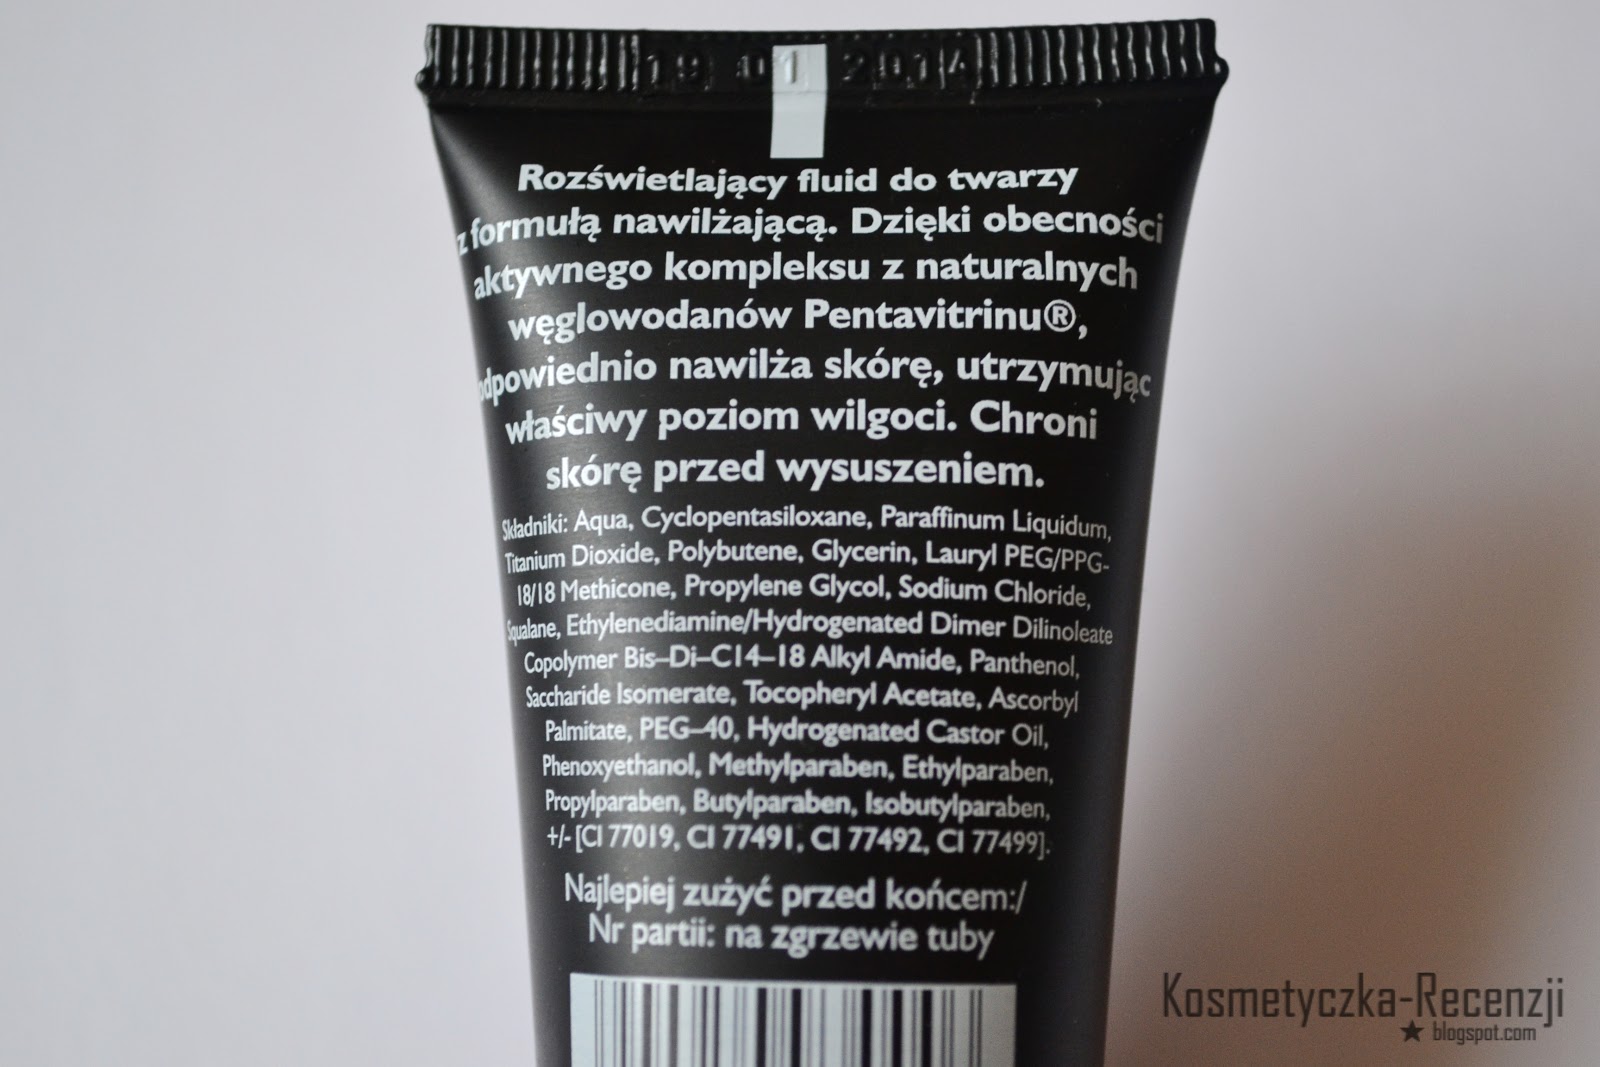 19 01 2014
Rozświetlający fluid do twarzy
z formułą nawilżającą. Dzięki obecności
aktywnego kompleksu z naturalnych
węglowodanów Pentavitrinu®,
odpowiednio nawilża skórę, utrzymując
właściwy poziom wilgoci. Chroni
skórę przed wysuszeniem.
Składniki: Aqua, Cyclopentasiloxane, Paraffinum Liquidum,
Titanium Dioxide, Polybutene, Glycerin, Lauryl PEG/PPG-
18/18 Methicone, Propylene Glycol, Sodium Chloride,
Squalane, Ethylenediamine/Hydrogenated Dimer Dilinoleate
Copolymer Bis–Di–C14–18 Alkyl Amide, Panthenol,
Saccharide Isomerate, Tocopheryl Acetate, Ascorbyl
Palmitate, PEG–40, Hydrogenated Castor Oil,
Phenoxyethanol, Methylparaben, Ethylparaben,
Propylparaben, Butylparaben, Isobutylparaben,
+/- [CI 77019, CI 77491, CI 77492, CI 77499].
Najlepiej zużyć przed końcem:/
Nr partii: na zgrzewie tuby
Kosmetyczka-Recenzji
blogspot.com